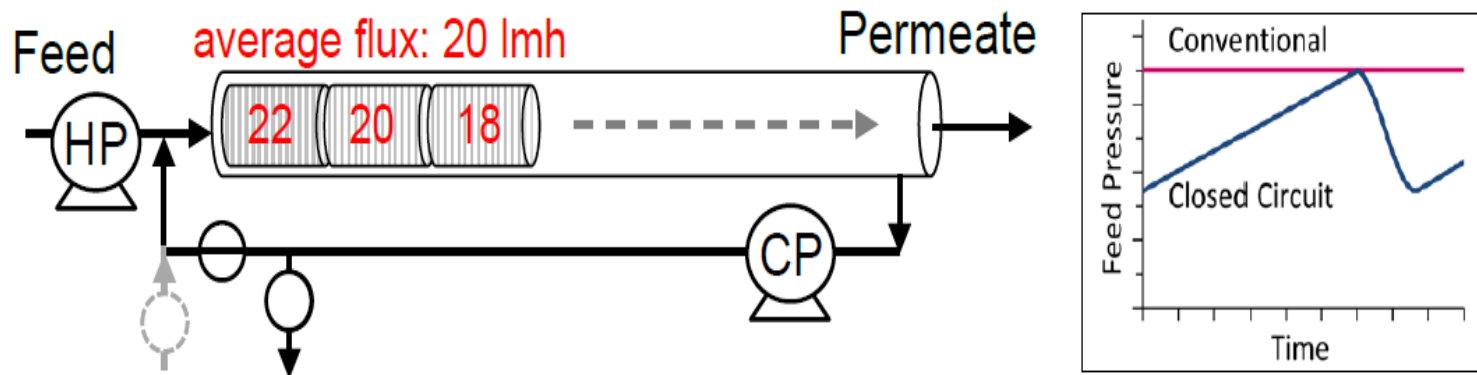 average flux: 20 lmh
Permeate
Feed
22 20 18
HP
CP
Conventional
Closed Circuit
Feed Pressure
Time